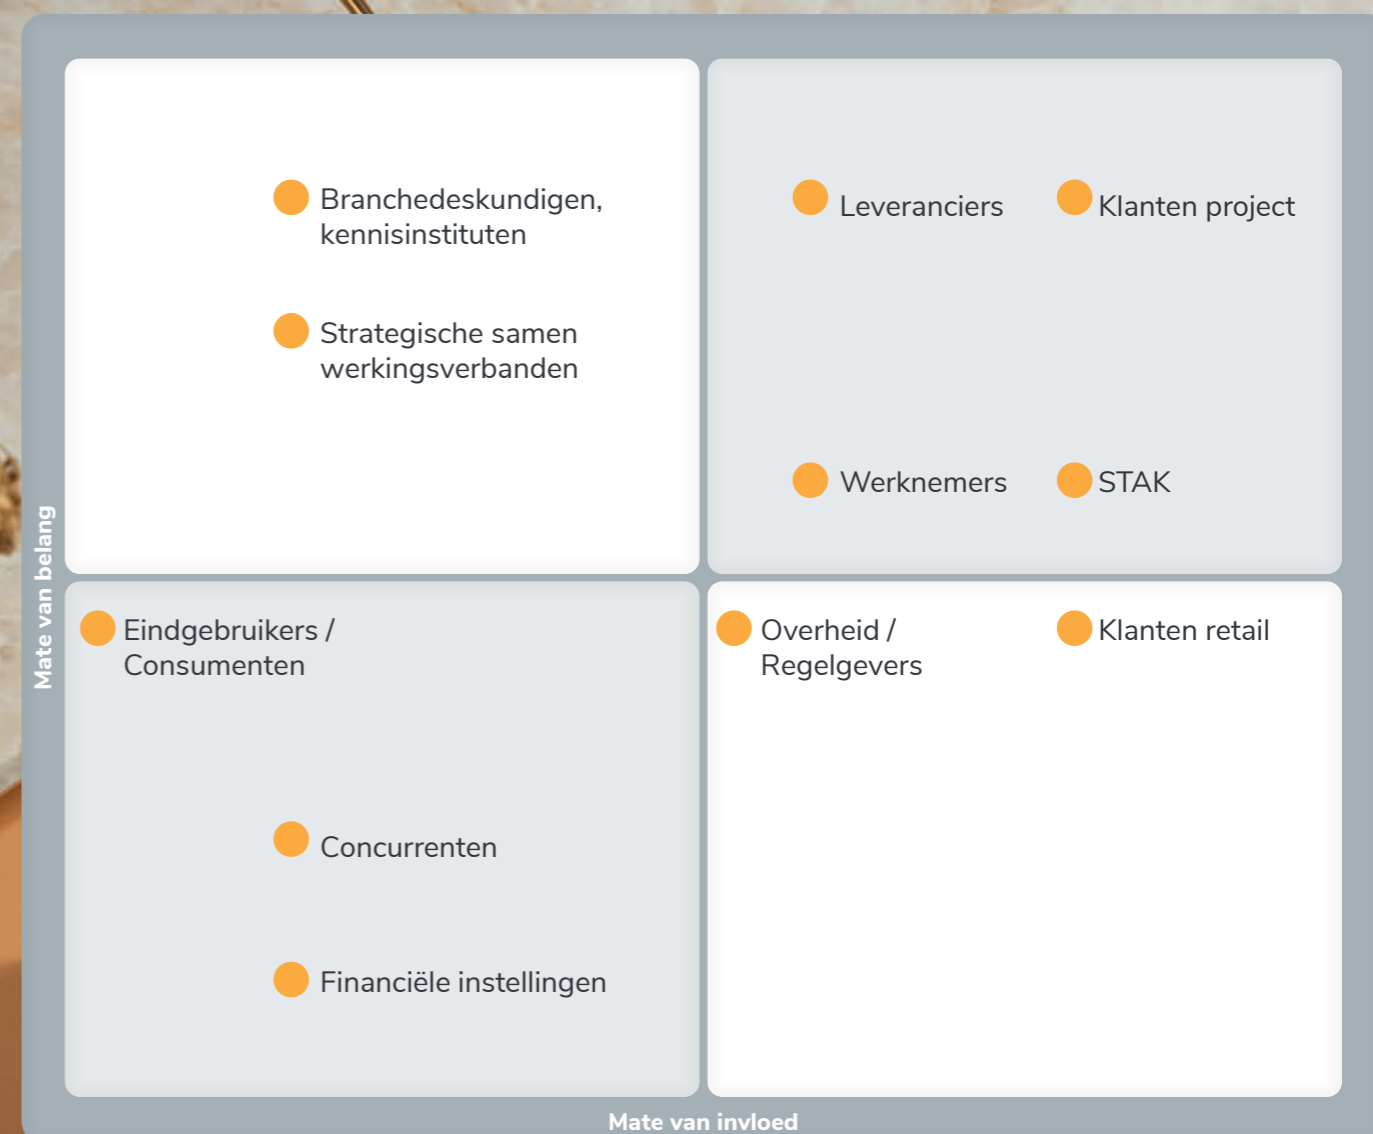 Branchedeskundigen,
kennisinstituten
Leveranciers
Klanten project
Strategische samen
werkingsverbanden
Werknemers
STAK
Mate van belang
Eindgebruikers /
Consumenten
Overheid /
Regelgevers
Klanten retail
Concurrenten
Financiële instellingen
Mate van invloed